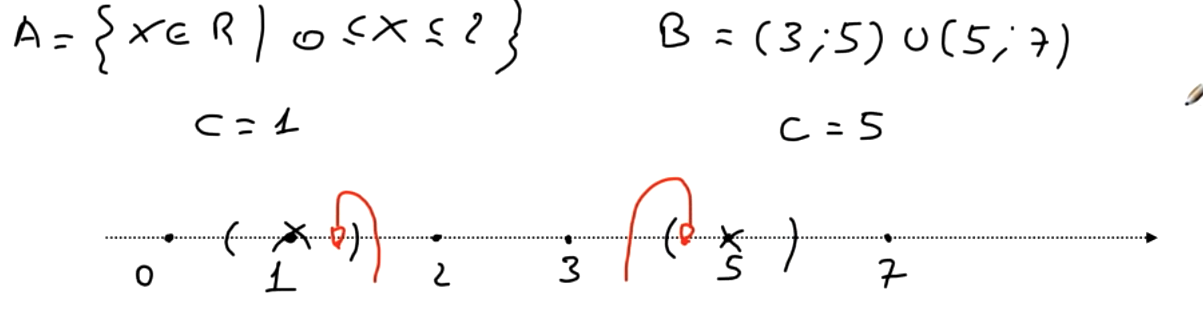 A = { x ∈ R | 0 ≤ x ≤ 2 } B = (3;5) ∪ (5;7)
C = 1 C = 5
0 ( 1 ) 2 3 ( 5 ) 7